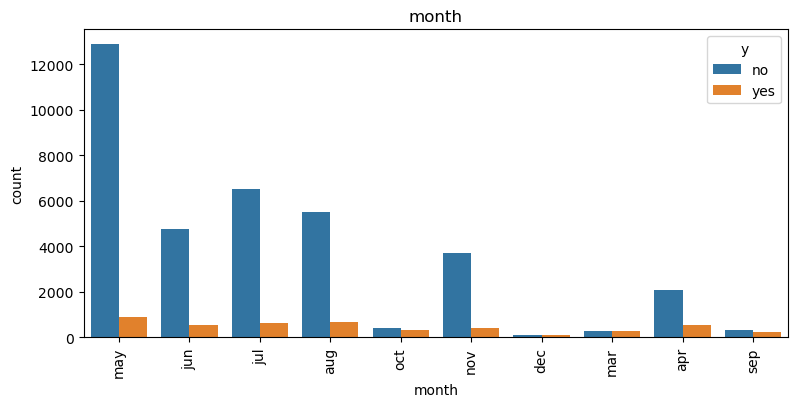 month
y
no
yes
count
12000
10000
8000
6000
4000
2000
0
may
jun
jul
aug
oct
nov
dec
mar
apr
sep
month